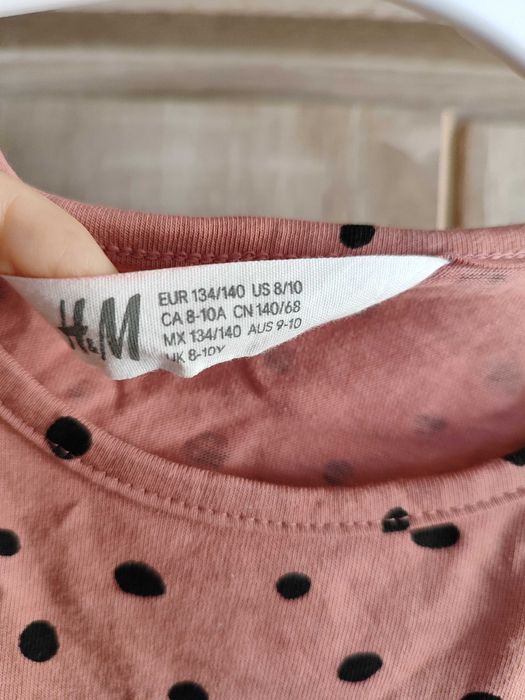 H&M
EUR 134/140 US 8/10
CA 8-10A CN 140/68
MX 134/140 AUS 9-10
UK 8-10Y